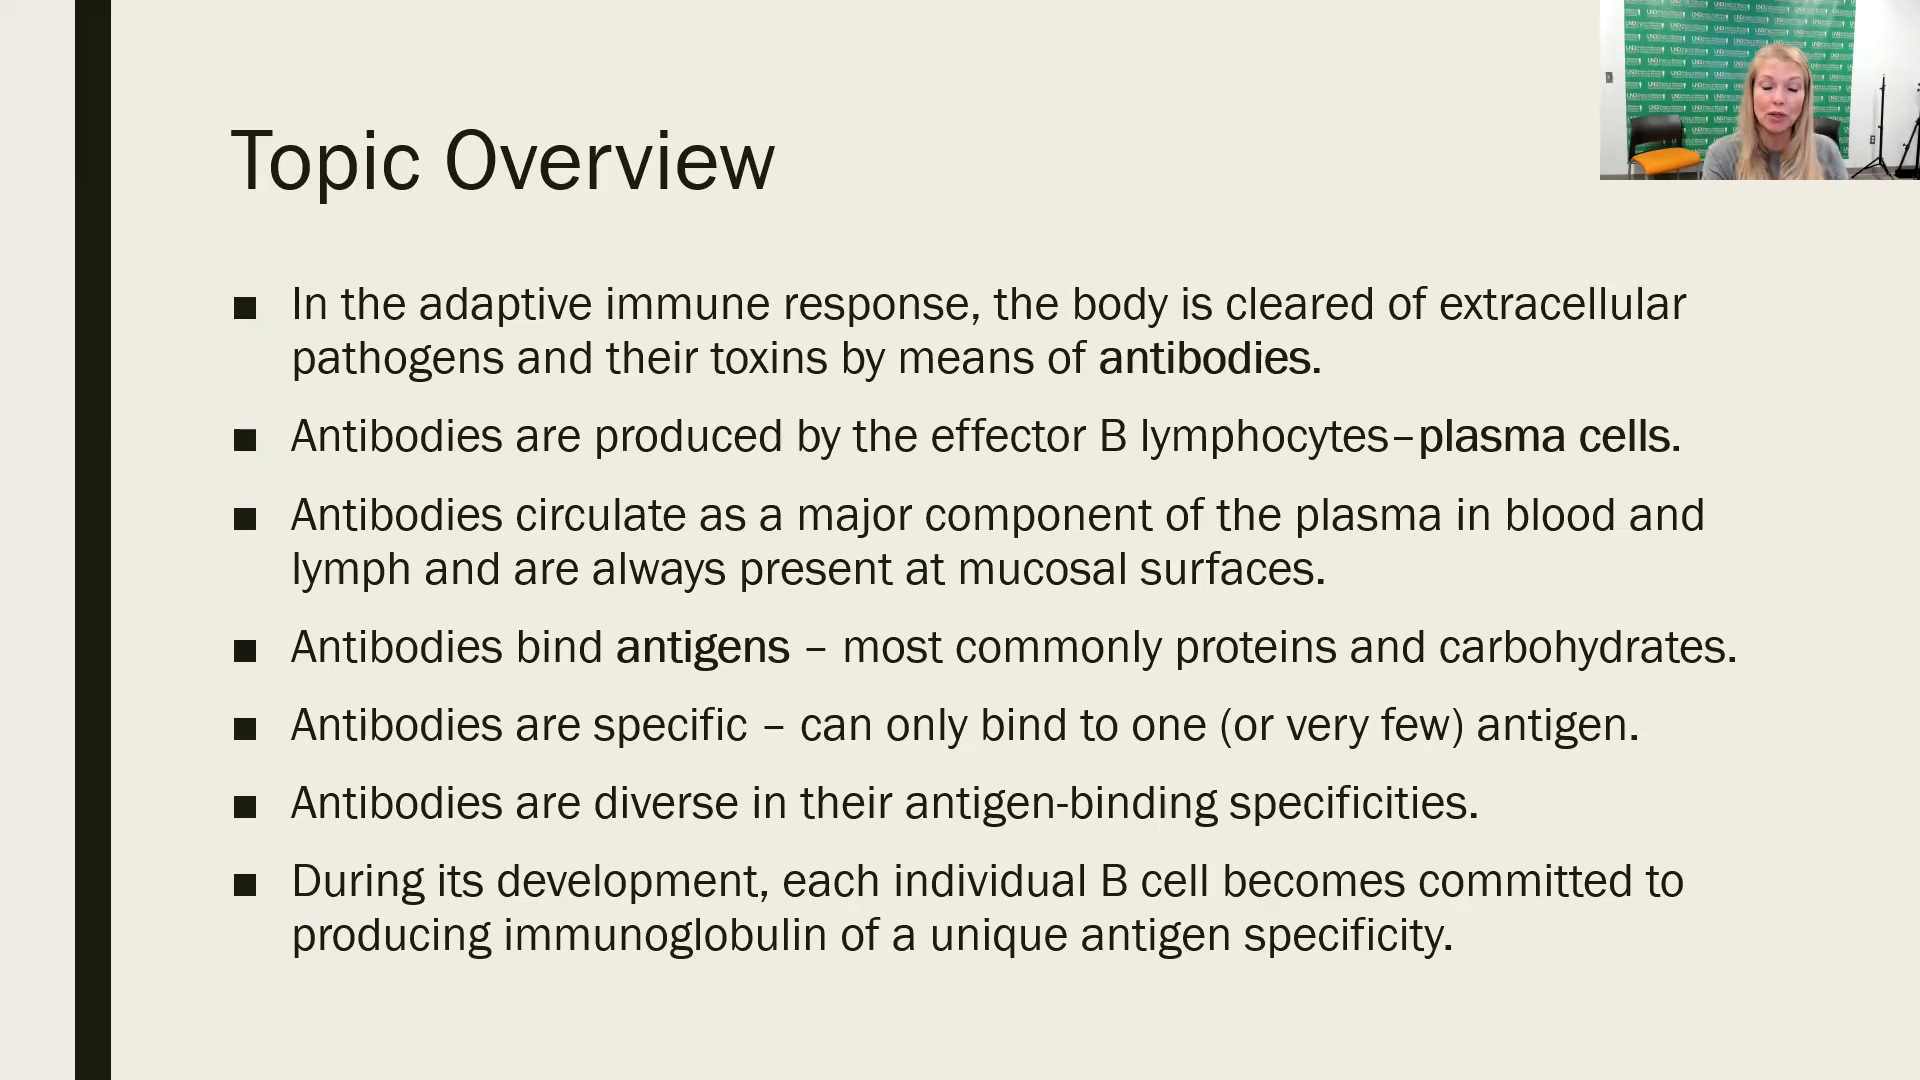 Topic Overview
■ In the adaptive immune response, the body is cleared of extracellular
pathogens and their toxins by means of antibodies.
■ Antibodies are produced by the effector B lymphocytes–plasma cells.
■ Antibodies circulate as a major component of the plasma in blood and
lymph and are always present at mucosal surfaces.
■ Antibodies bind antigens – most commonly proteins and carbohydrates.
■ Antibodies are specific – can only bind to one (or very few) antigen.
■ Antibodies are diverse in their antigen-binding specificities.
■ During its development, each individual B cell becomes committed to
producing immunoglobulin of a unique antigen specificity.